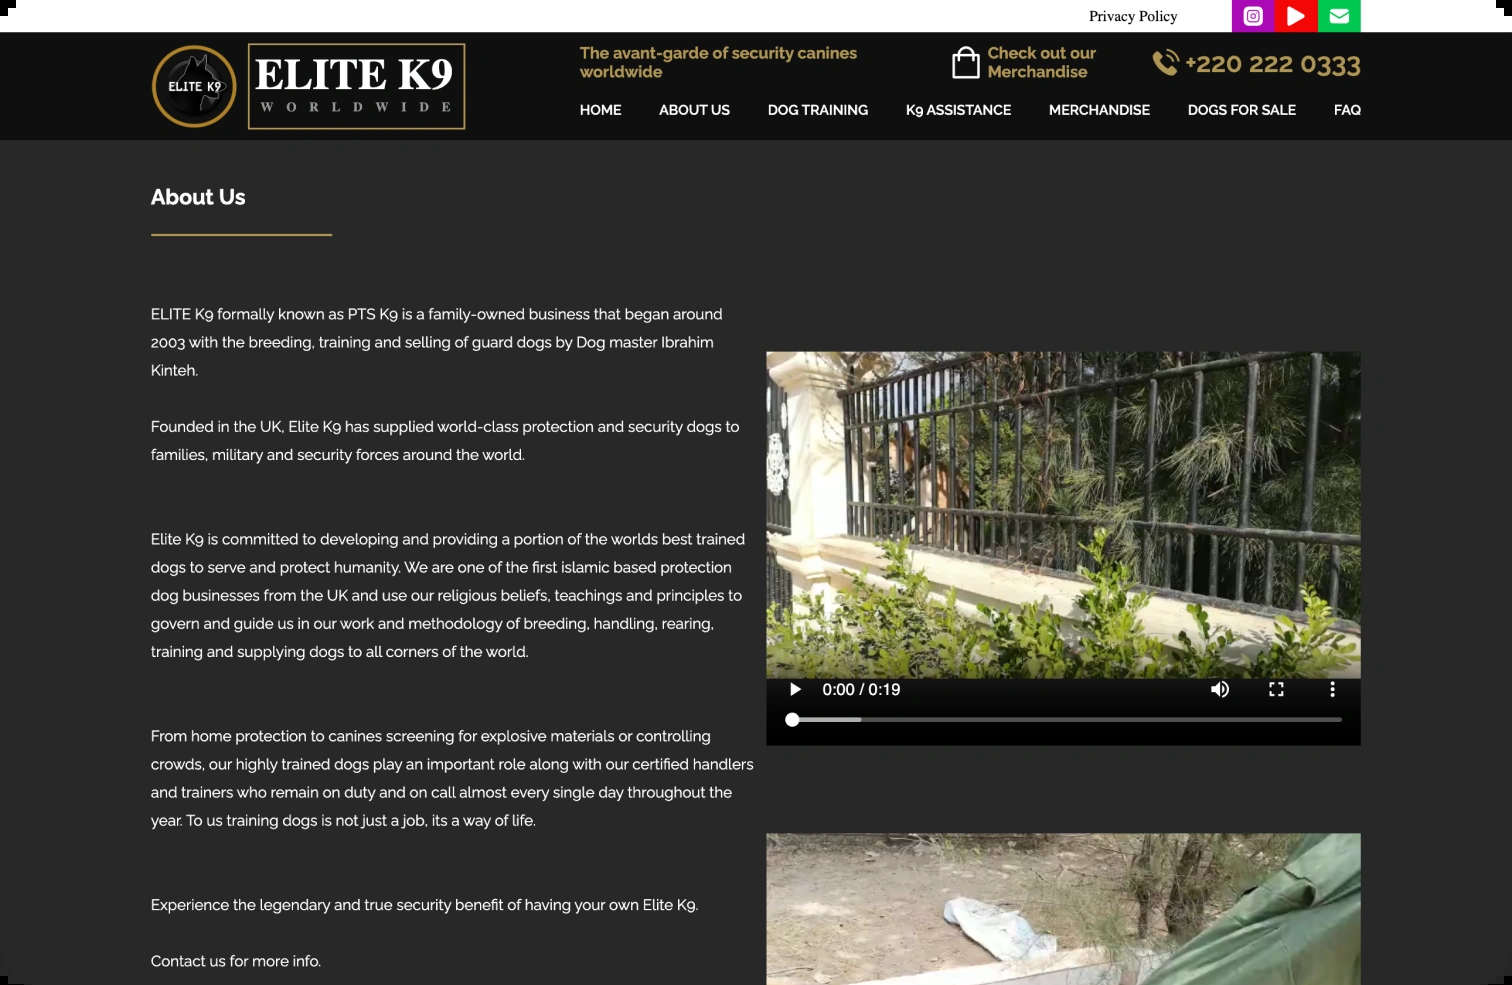 Privacy Policy
ELITE K9
ELITE K9
WORLDWIDE
The avant-garde of security canines
worldwide
Check out our
Merchandise
+220 222 0333
HOME ABOUT US DOG TRAINING K9 ASSISTANCE MERCHANDISE DOGS FOR SALE FAQ
About Us
ELITE K9 formally known as PTS K9 is a family-owned business that began around
2003 with the breeding, training and selling of guard dogs by Dog master Ibrahim
Kinteh.
Founded in the UK, Elite K9 has supplied world-class protection and security dogs to
families, military and security forces around the world.
Elite K9 is committed to developing and providing a portion of the worlds best trained
dogs to serve and protect humanity. We are one of the first islamic based protection
dog businesses from the UK and use our religious beliefs, teachings and principles to
govern and guide us in our work and methodology of breeding, handling, rearing,
training and supplying dogs to all corners of the world.
From home protection to canines screening for explosive materials or controlling
crowds, our highly trained dogs play an important role along with our certified handlers
and trainers who remain on duty and on call almost every single day throughout the
year. To us training dogs is not just a job, its a way of life.
Experience the legendary and true security benefit of having your own Elite K9.
Contact us for more info.
0:00 / 0:19